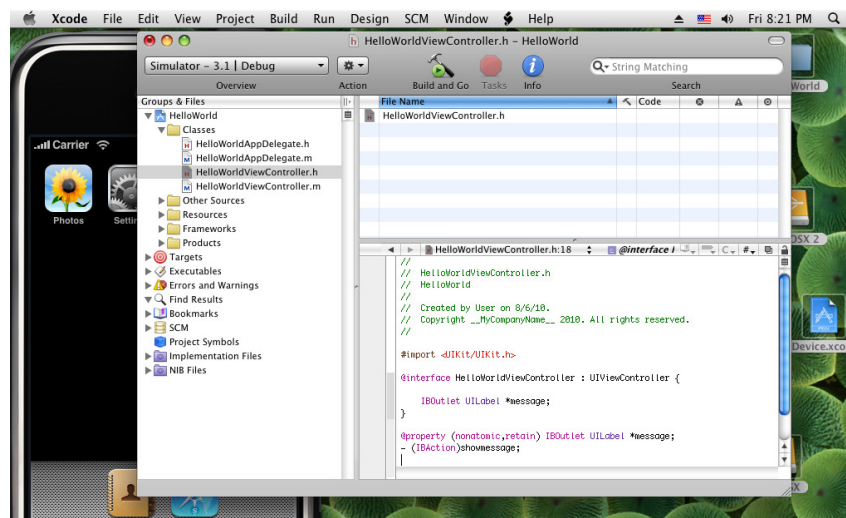 Xcode File Edit View Project Build Run Design SCM Window Help Fri 8:21 PM
HelloWorldViewController.h – HelloWorld
Simulator – 3.1 | Debug
String Matching
Overview Action Build and Go Tasks Info Search
World
Groups & Files
File Name Code
HelloWorld
HelloWorldViewController.h
Classes
HelloWorldAppDelegate.h
HelloWorldAppDelegate.m
HelloWorldViewController.h
HelloWorldViewController.m
Other Sources
Resources
Frameworks
Products
Targets
Executables
Errors and Warnings
Find Results
Bookmarks
SCM
Project Symbols
Implementation Files
NIB Files
Carrier
Photos
HelloWorldViewController.h:18 @interface C #
//
// HelloWorldViewController.h
// HelloWorld
//
// Created by User on 8/6/10.
// Copyright __MyCompanyName__ 2010. All rights reserved.
//
#import <UIKit/UIKit.h>
@interface HelloWorldViewController : UIViewController {
IBOutlet UILabel *message;
}
@property (nonatomic,retain) IBOutlet UILabel *message;
- (IBAction)showmessage;
OSX 2
Device.xco